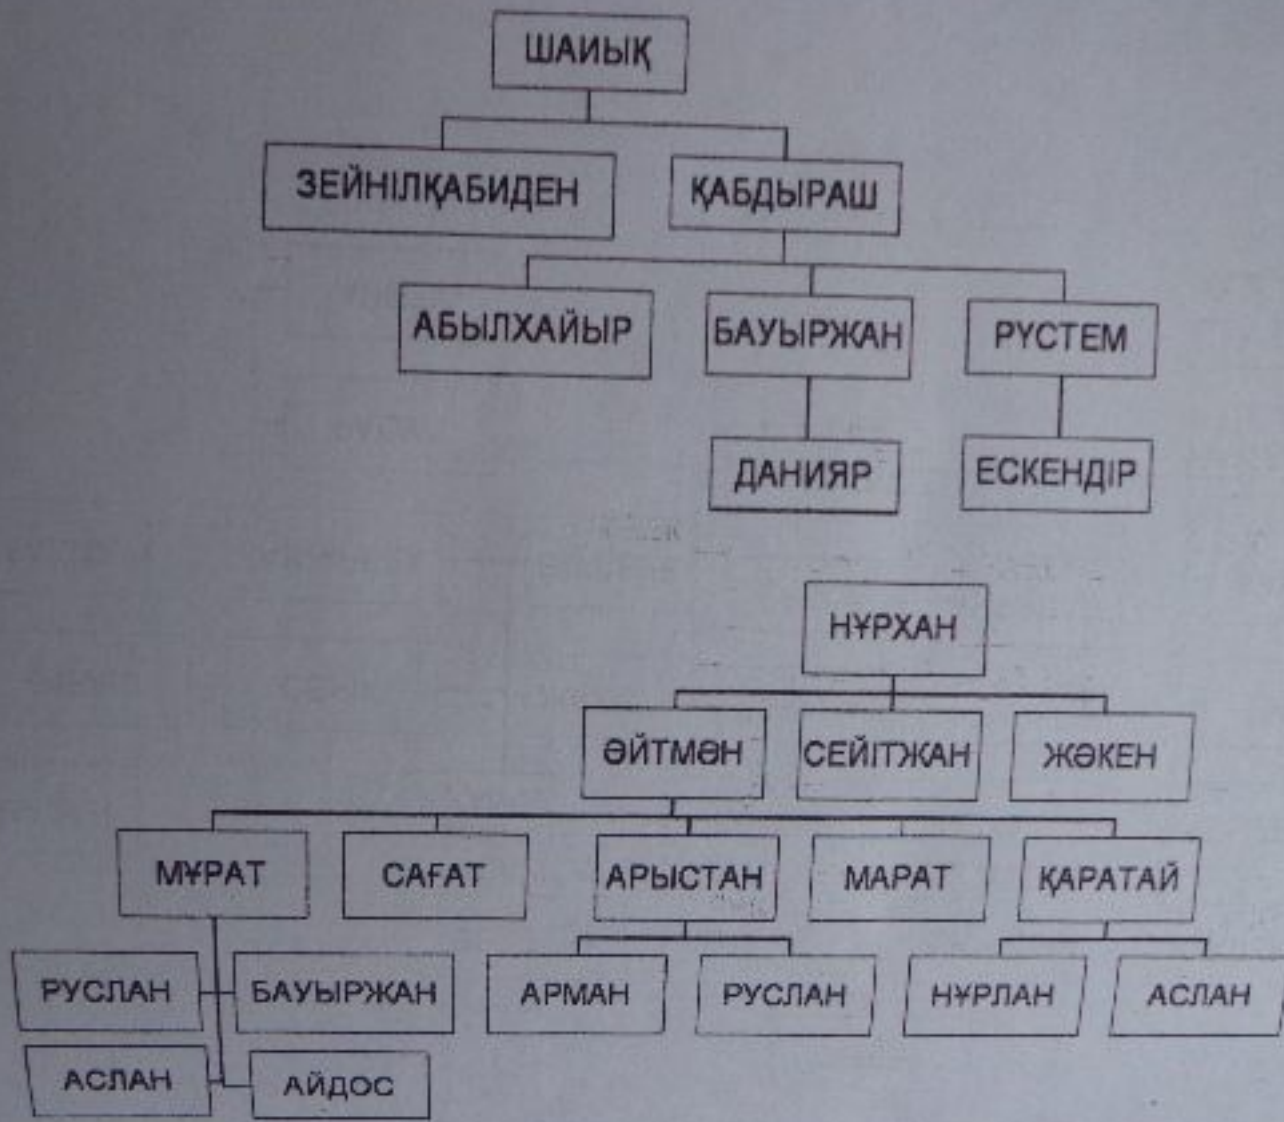 ШАИЫҚ
ЗЕЙНІЛҚАБИДЕН ҚАБДЫРАШ
АБЫЛХАЙЫР БАУЫРЖАН РҮСТЕМ
ДАНИЯР ЕСКЕНДІР
НҰРХАН
ӘЙТМӘН СЕЙІТЖАН ЖӘКЕН
МҰРАТ САҒАТ АРЫСТАН МАРАТ ҚАРАТАЙ
РУСЛАН БАУЫРЖАН АРМАН РУСЛАН НҰРЛАН АСЛАН
АСЛАН АЙДОС